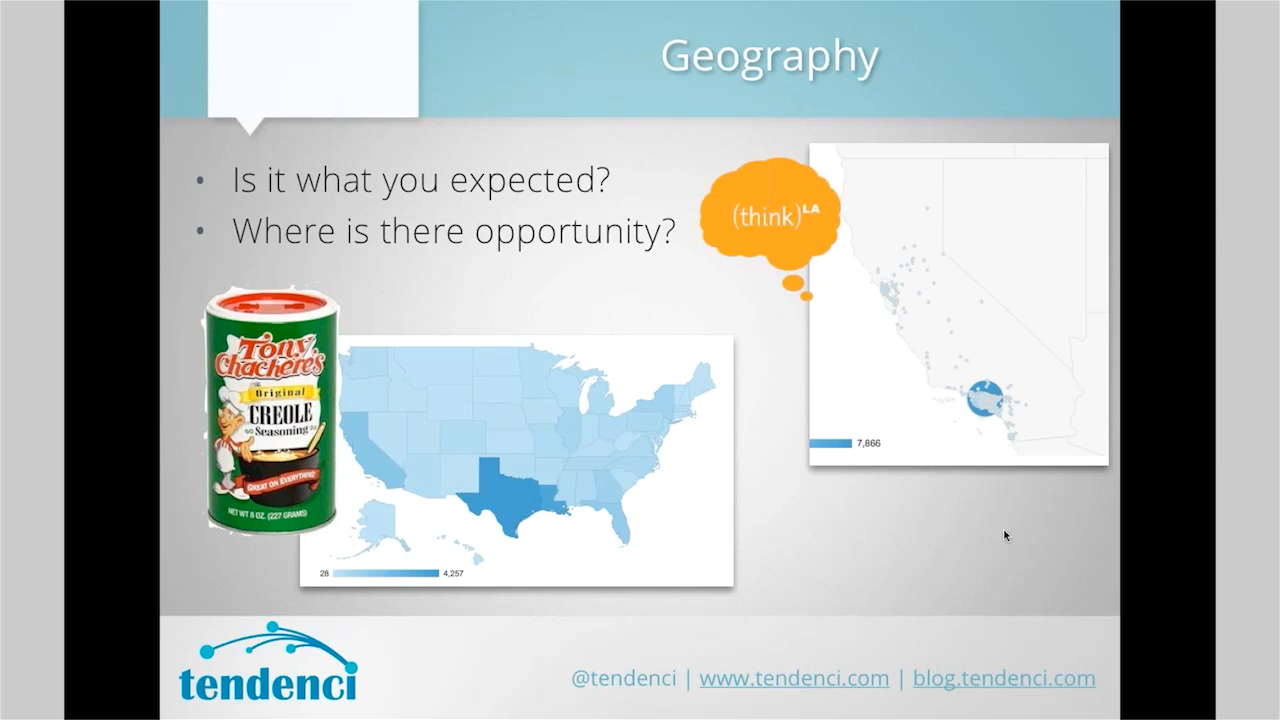 Geography
• Is it what you expected?
• Where is there opportunity?
(think)LA
7,866
Tony
Chachere's
The
Original
CREOLE
Seasoning
GREAT ON EVERYTHING
NET WT 8 OZ. (227 GRAMS)
28 4,257
tendenci
@tendenci | www.tendenci.com | blog.tendenci.com